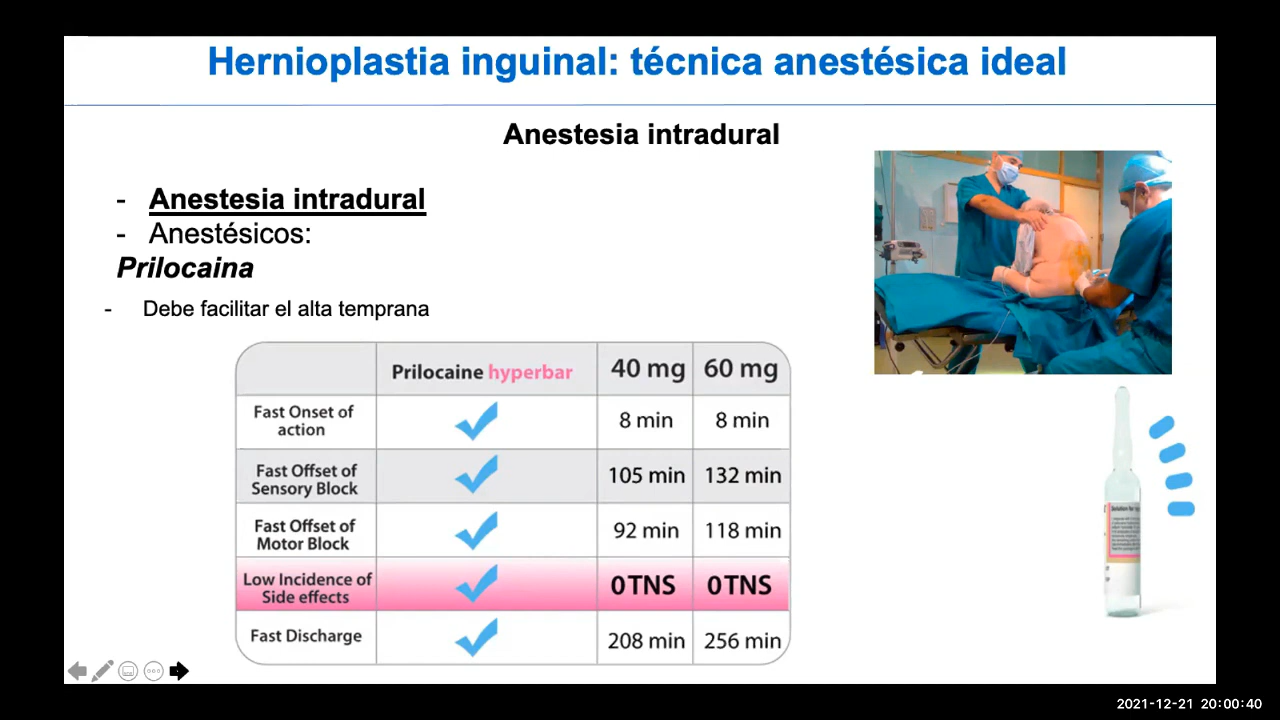 Hernioplastia inguinal: técnica anestésica ideal
Anestesia intradural
- Anestesia intradural
- Anestésicos:
Prilocaina
- Debe facilitar el alta temprana
Prilocaine hyperbar 40 mg 60 mg
Fast Onset of
action 8 min 8 min
Fast Offset of
Sensory Block 105 min 132 min
Fast Offset of
Motor Block 92 min 118 min
Low Incidence of
Side effects 0TNS 0TNS
Fast Discharge 208 min 256 min
Solution for
2021-12-21 20:00:40